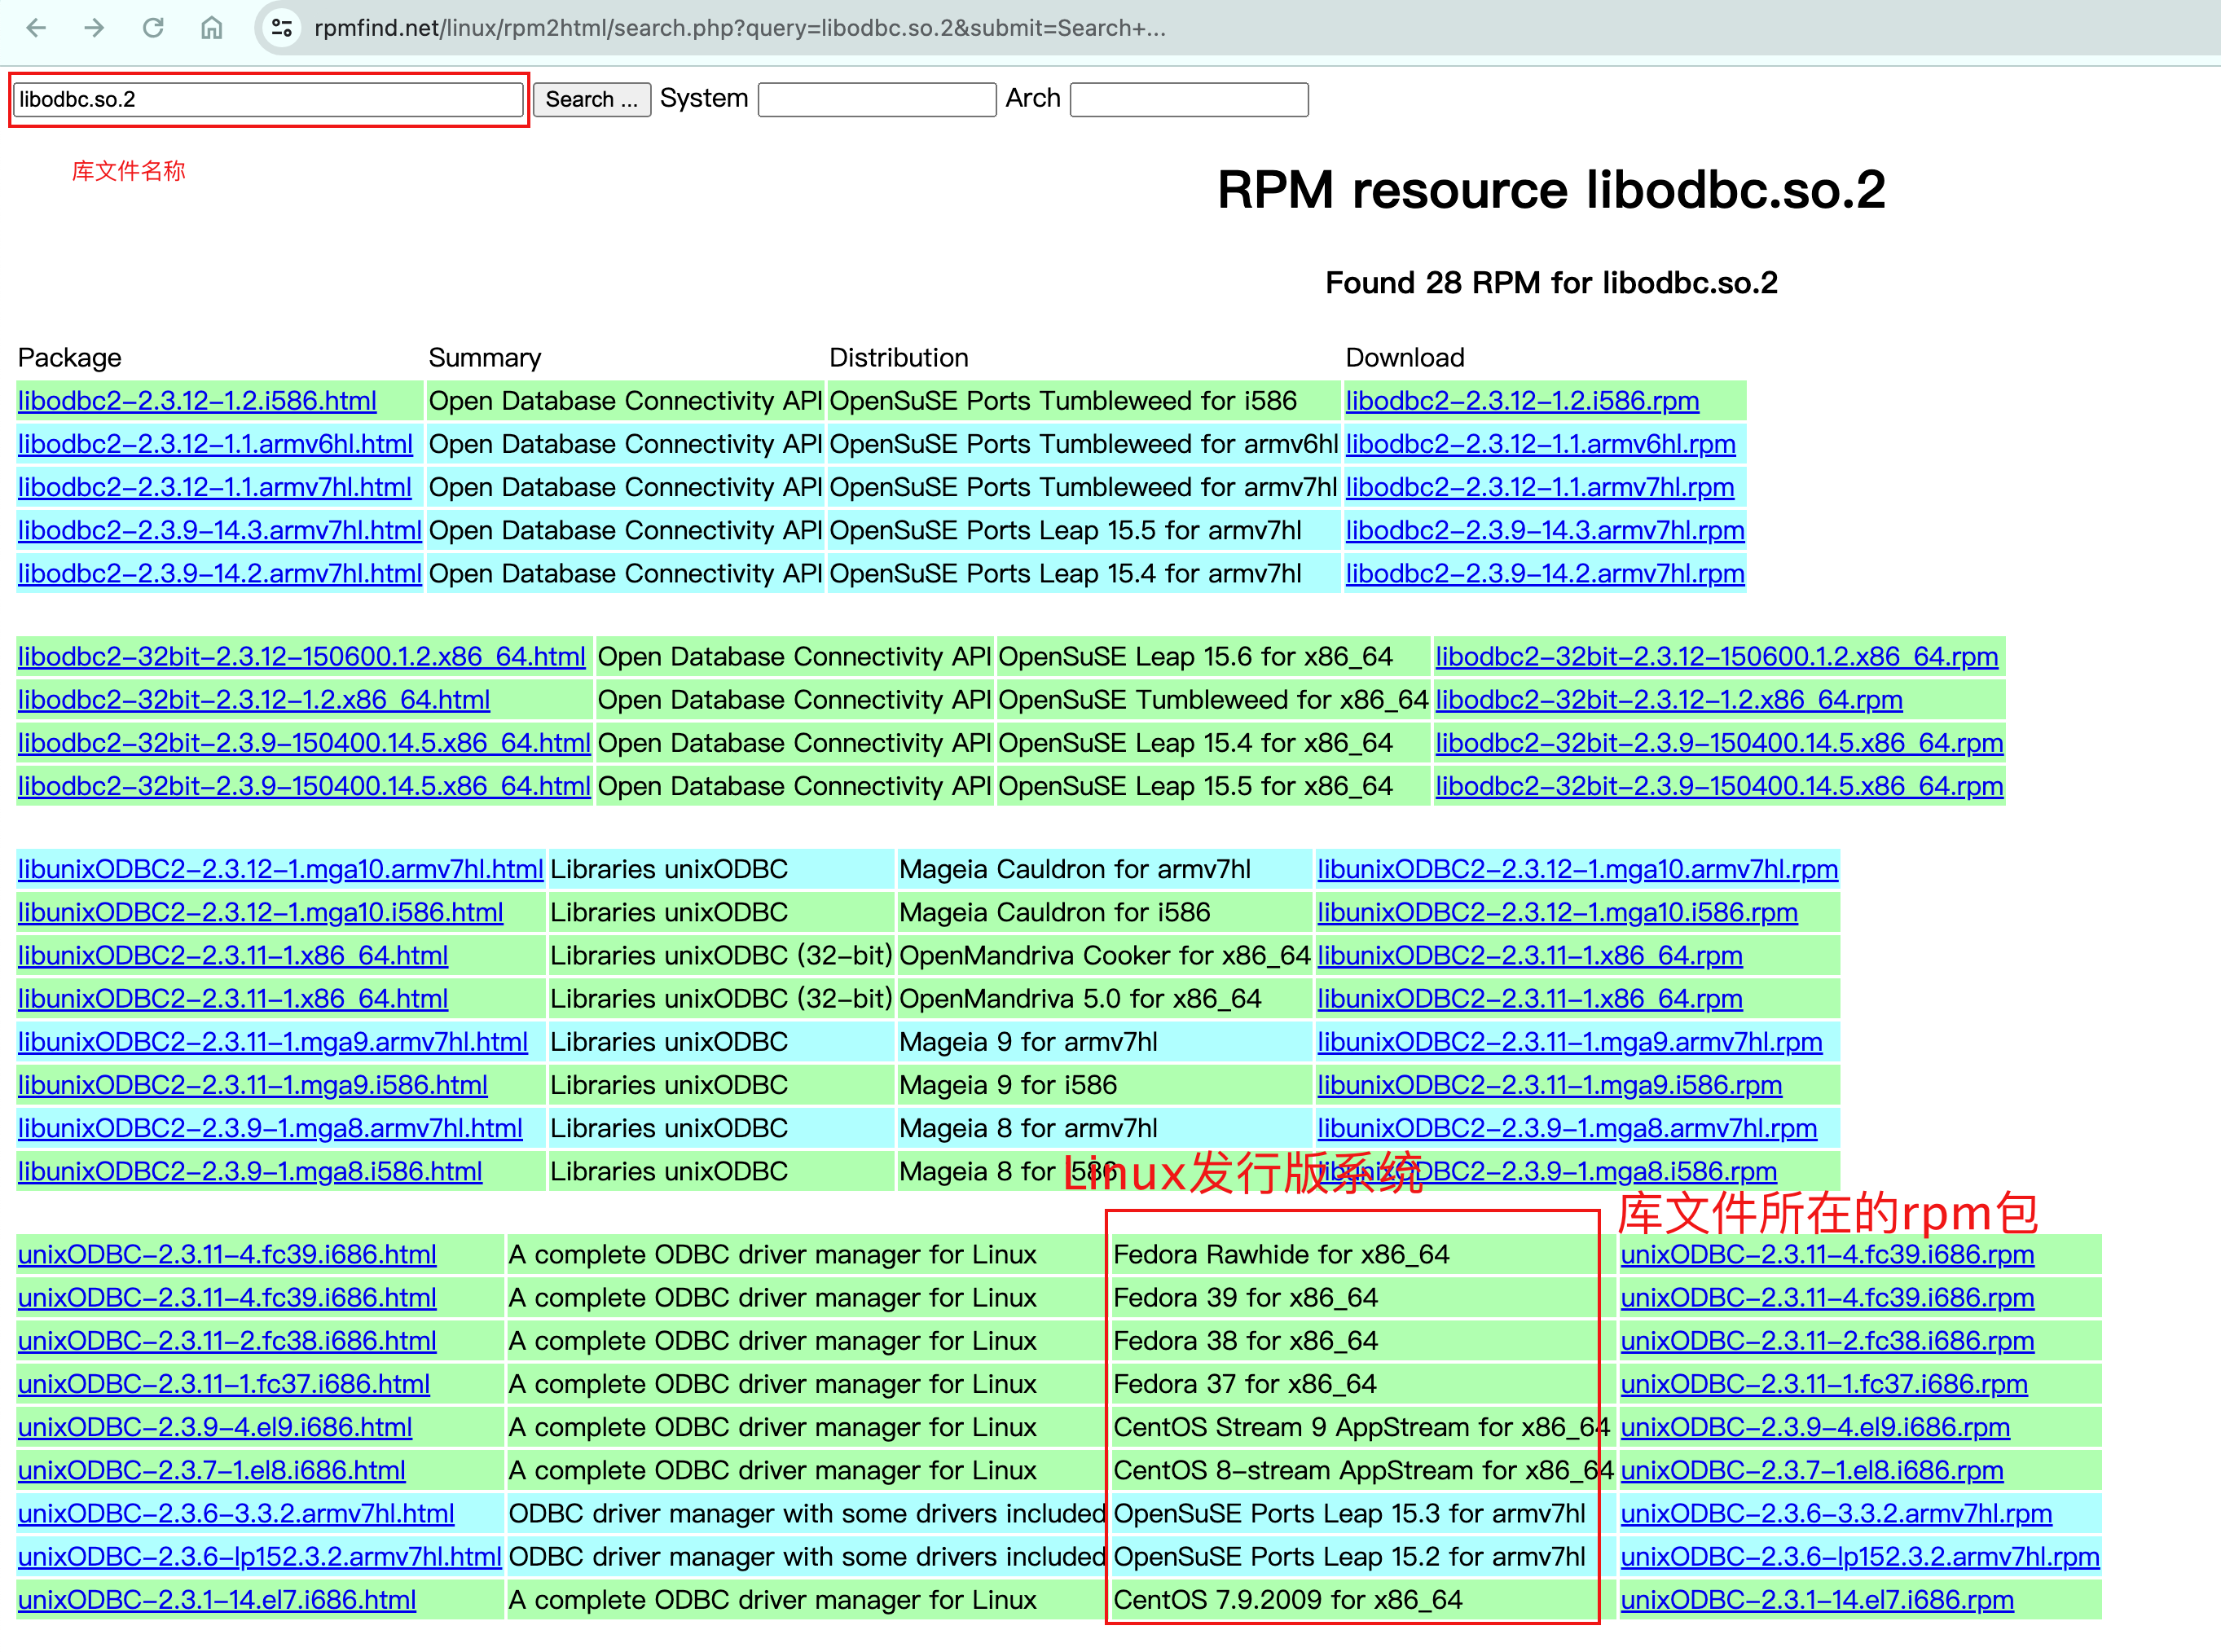 rpmfind.net/linux/rpm2html/search.php?query=libodbc.so.2&submit=Search+...
libodbc.so.2 Search ... System Arch
库文件名称
RPM resource libodbc.so.2
Found 28 RPM for libodbc.so.2
Package Summary Distribution Download
libodbc2-2.3.12-1.2.i586.html Open Database Connectivity API OpenSuSE Ports Tumbleweed for i586 libodbc2-2.3.12-1.2.i586.rpm
libodbc2-2.3.12-1.1.armv6hl.html Open Database Connectivity API OpenSuSE Ports Tumbleweed for armv6hl libodbc2-2.3.12-1.1.armv6hl.rpm
libodbc2-2.3.12-1.1.armv7hl.html Open Database Connectivity API OpenSuSE Ports Tumbleweed for armv7hl libodbc2-2.3.12-1.1.armv7hl.rpm
libodbc2-2.3.9-14.3.armv7hl.html Open Database Connectivity API OpenSuSE Ports Leap 15.5 for armv7hl libodbc2-2.3.9-14.3.armv7hl.rpm
libodbc2-2.3.9-14.2.armv7hl.html Open Database Connectivity API OpenSuSE Ports Leap 15.4 for armv7hl libodbc2-2.3.9-14.2.armv7hl.rpm
libodbc2-32bit-2.3.12-150600.1.2.x86_64.html Open Database Connectivity API OpenSuSE Leap 15.6 for x86_64 libodbc2-32bit-2.3.12-150600.1.2.x86_64.rpm
libodbc2-32bit-2.3.12-1.2.x86_64.html Open Database Connectivity API OpenSuSE Tumbleweed for x86_64 libodbc2-32bit-2.3.12-1.2.x86_64.rpm
libodbc2-32bit-2.3.9-150400.14.5.x86_64.html Open Database Connectivity API OpenSuSE Leap 15.4 for x86_64 libodbc2-32bit-2.3.9-150400.14.5.x86_64.rpm
libodbc2-32bit-2.3.9-150400.14.5.x86_64.html Open Database Connectivity API OpenSuSE Leap 15.5 for x86_64 libodbc2-32bit-2.3.9-150400.14.5.x86_64.rpm
libunixODBC2-2.3.12-1.mga10.armv7hl.html Libraries unixODBC Mageia Cauldron for armv7hl libunixODBC2-2.3.12-1.mga10.armv7hl.rpm
libunixODBC2-2.3.12-1.mga10.i586.html Libraries unixODBC Mageia Cauldron for i586 libunixODBC2-2.3.12-1.mga10.i586.rpm
libunixODBC2-2.3.11-1.x86_64.html Libraries unixODBC (32-bit) OpenMandriva Cooker for x86_64 libunixODBC2-2.3.11-1.x86_64.rpm
libunixODBC2-2.3.11-1.x86_64.html Libraries unixODBC (32-bit) OpenMandriva 5.0 for x86_64 libunixODBC2-2.3.11-1.x86_64.rpm
libunixODBC2-2.3.11-1.mga9.armv7hl.html Libraries unixODBC Mageia 9 for armv7hl libunixODBC2-2.3.11-1.mga9.armv7hl.rpm
libunixODBC2-2.3.11-1.mga9.i586.html Libraries unixODBC Mageia 9 for i586 libunixODBC2-2.3.11-1.mga9.i586.rpm
libunixODBC2-2.3.9-1.mga8.armv7hl.html Libraries unixODBC Mageia 8 for armv7hl libunixODBC2-2.3.9-1.mga8.armv7hl.rpm
libunixODBC2-2.3.9-1.mga8.i586.html Libraries unixODBC Mageia 8 for i586 libunixODBC2-2.3.9-1.mga8.i586.rpm
Linux发行版系统
库文件所在的rpm包
unixODBC-2.3.11-4.fc39.i686.html A complete ODBC driver manager for Linux Fedora Rawhide for x86_64 unixODBC-2.3.11-4.fc39.i686.rpm
unixODBC-2.3.11-4.fc39.i686.html A complete ODBC driver manager for Linux Fedora 39 for x86_64 unixODBC-2.3.11-4.fc39.i686.rpm
unixODBC-2.3.11-2.fc38.i686.html A complete ODBC driver manager for Linux Fedora 38 for x86_64 unixODBC-2.3.11-2.fc38.i686.rpm
unixODBC-2.3.11-1.fc37.i686.html A complete ODBC driver manager for Linux Fedora 37 for x86_64 unixODBC-2.3.11-1.fc37.i686.rpm
unixODBC-2.3.9-4.el9.i686.html A complete ODBC driver manager for Linux CentOS Stream 9 AppStream for x86_64 unixODBC-2.3.9-4.el9.i686.rpm
unixODBC-2.3.7-1.el8.i686.html A complete ODBC driver manager for Linux CentOS 8-stream AppStream for x86_64 unixODBC-2.3.7-1.el8.i686.rpm
unixODBC-2.3.6-3.3.2.armv7hl.html ODBC driver manager with some drivers included OpenSuSE Ports Leap 15.3 for armv7hl unixODBC-2.3.6-3.3.2.armv7hl.rpm
unixODBC-2.3.6-lp152.3.2.armv7hl.html ODBC driver manager with some drivers included OpenSuSE Ports Leap 15.2 for armv7hl unixODBC-2.3.6-lp152.3.2.armv7hl.rpm
unixODBC-2.3.1-14.el7.i686.html A complete ODBC driver manager for Linux CentOS 7.9.2009 for x86_64 unixODBC-2.3.1-14.el7.i686.rpm